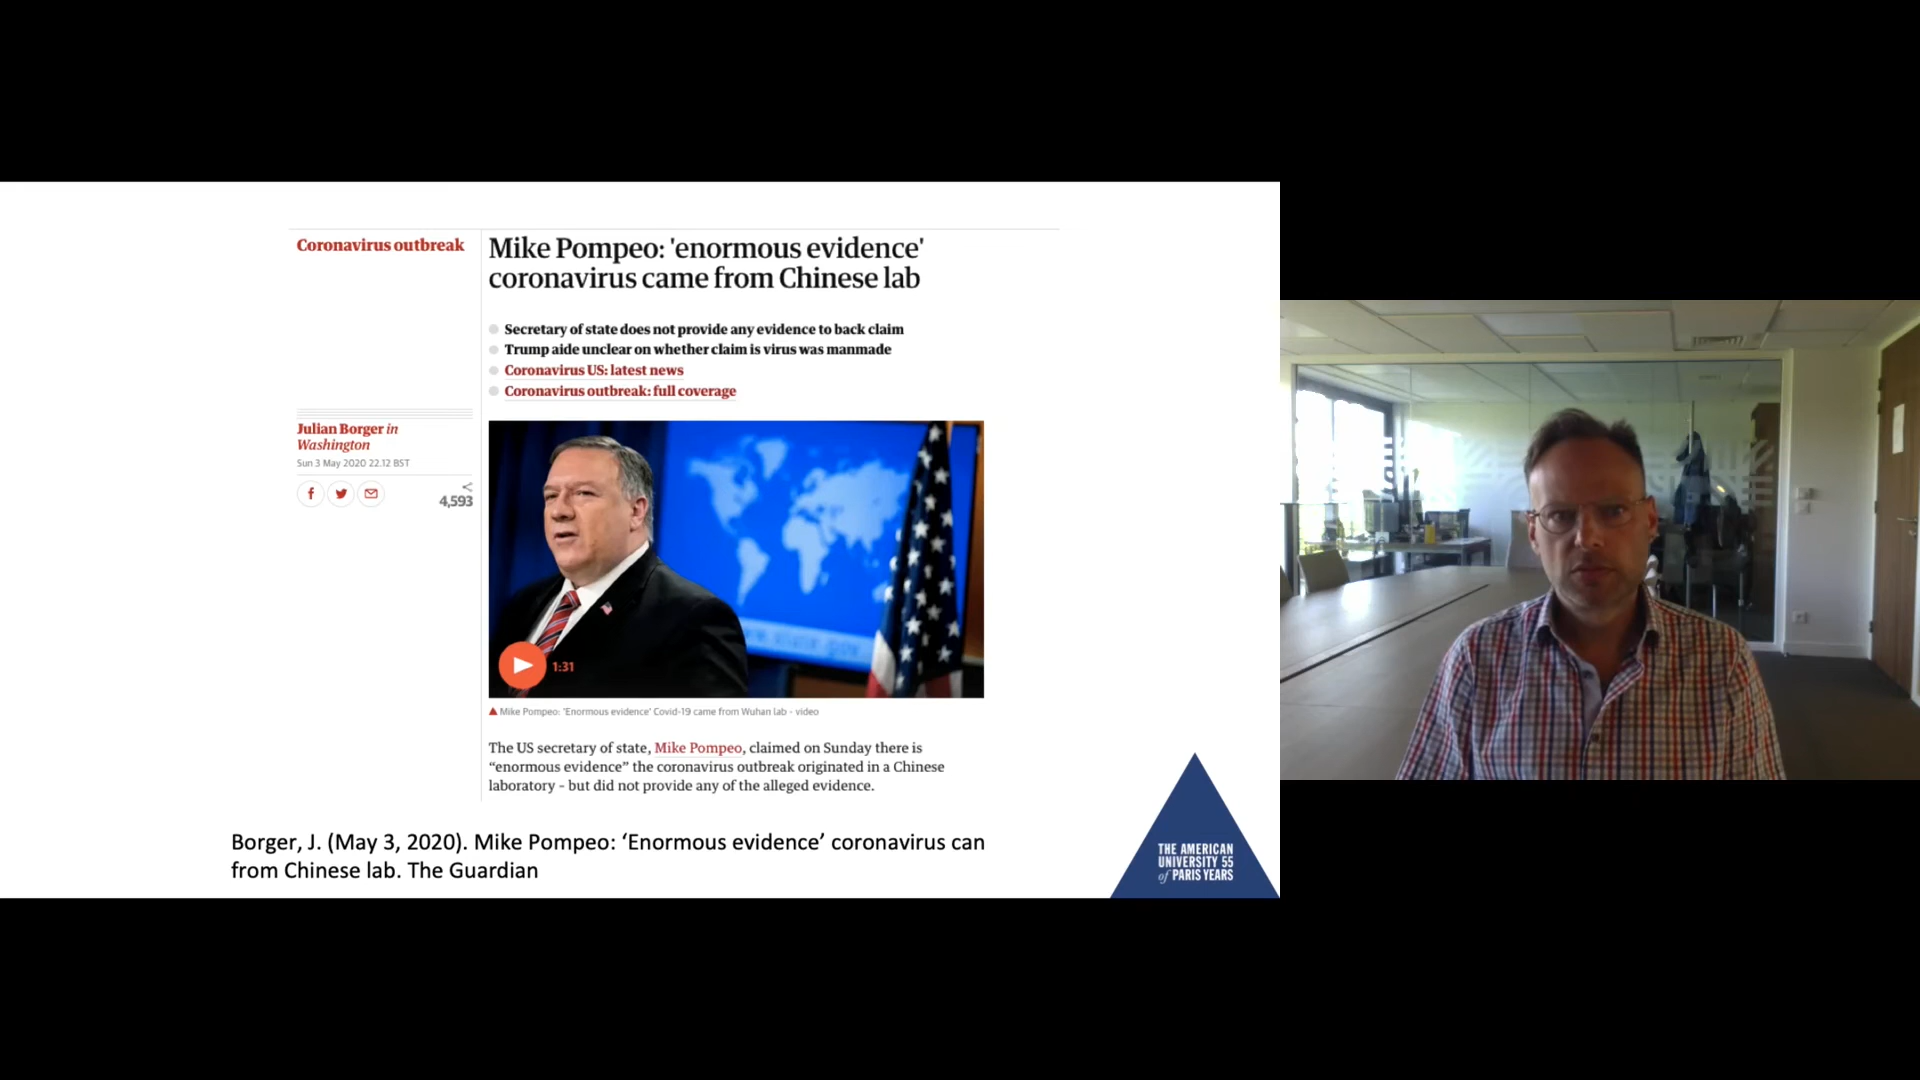 Coronavirus outbreak
Mike Pompeo: 'enormous evidence'
coronavirus came from Chinese lab
Secretary of state does not provide any evidence to back claim
Trump aide unclear on whether claim is virus was manmade
Coronavirus US: latest news
Coronavirus outbreak: full coverage
Julian Borger in
Washington
Sun 3 May 2020 22.12 BST
4,593
1:31
Mike Pompeo: 'Enormous evidence' Covid-19 came from Wuhan lab - video
The US secretary of state, Mike Pompeo, claimed on Sunday there is
“enormous evidence” the coronavirus outbreak originated in a Chinese
laboratory - but did not provide any of the alleged evidence.
Borger, J. (May 3, 2020). Mike Pompeo: ‘Enormous evidence’ coronavirus can
from Chinese lab. The Guardian
THE AMERICAN
UNIVERSITY 55
of PARIS YEARS